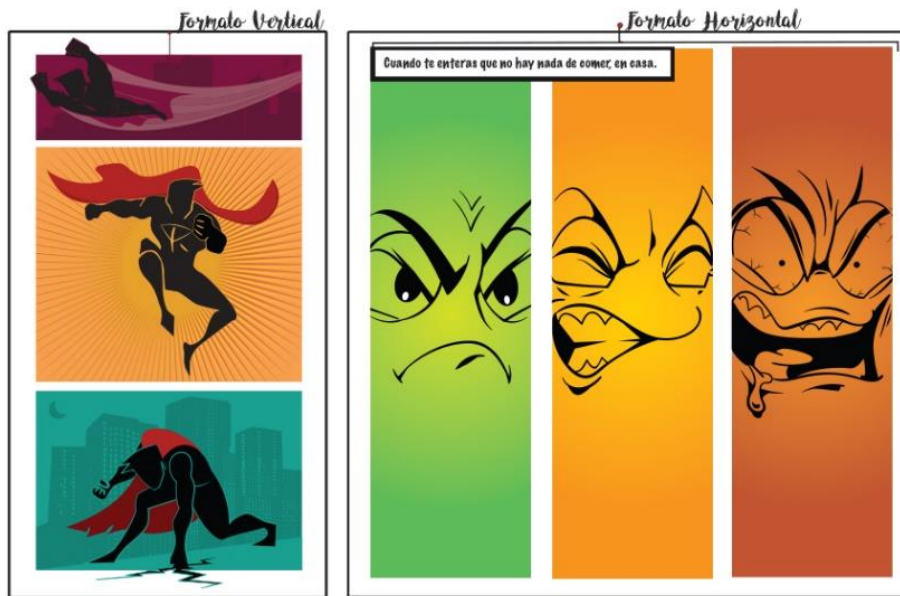 Formato Vertical
Formato Horizontal
Cuando te enteras que no hay nada de comer, en casa.